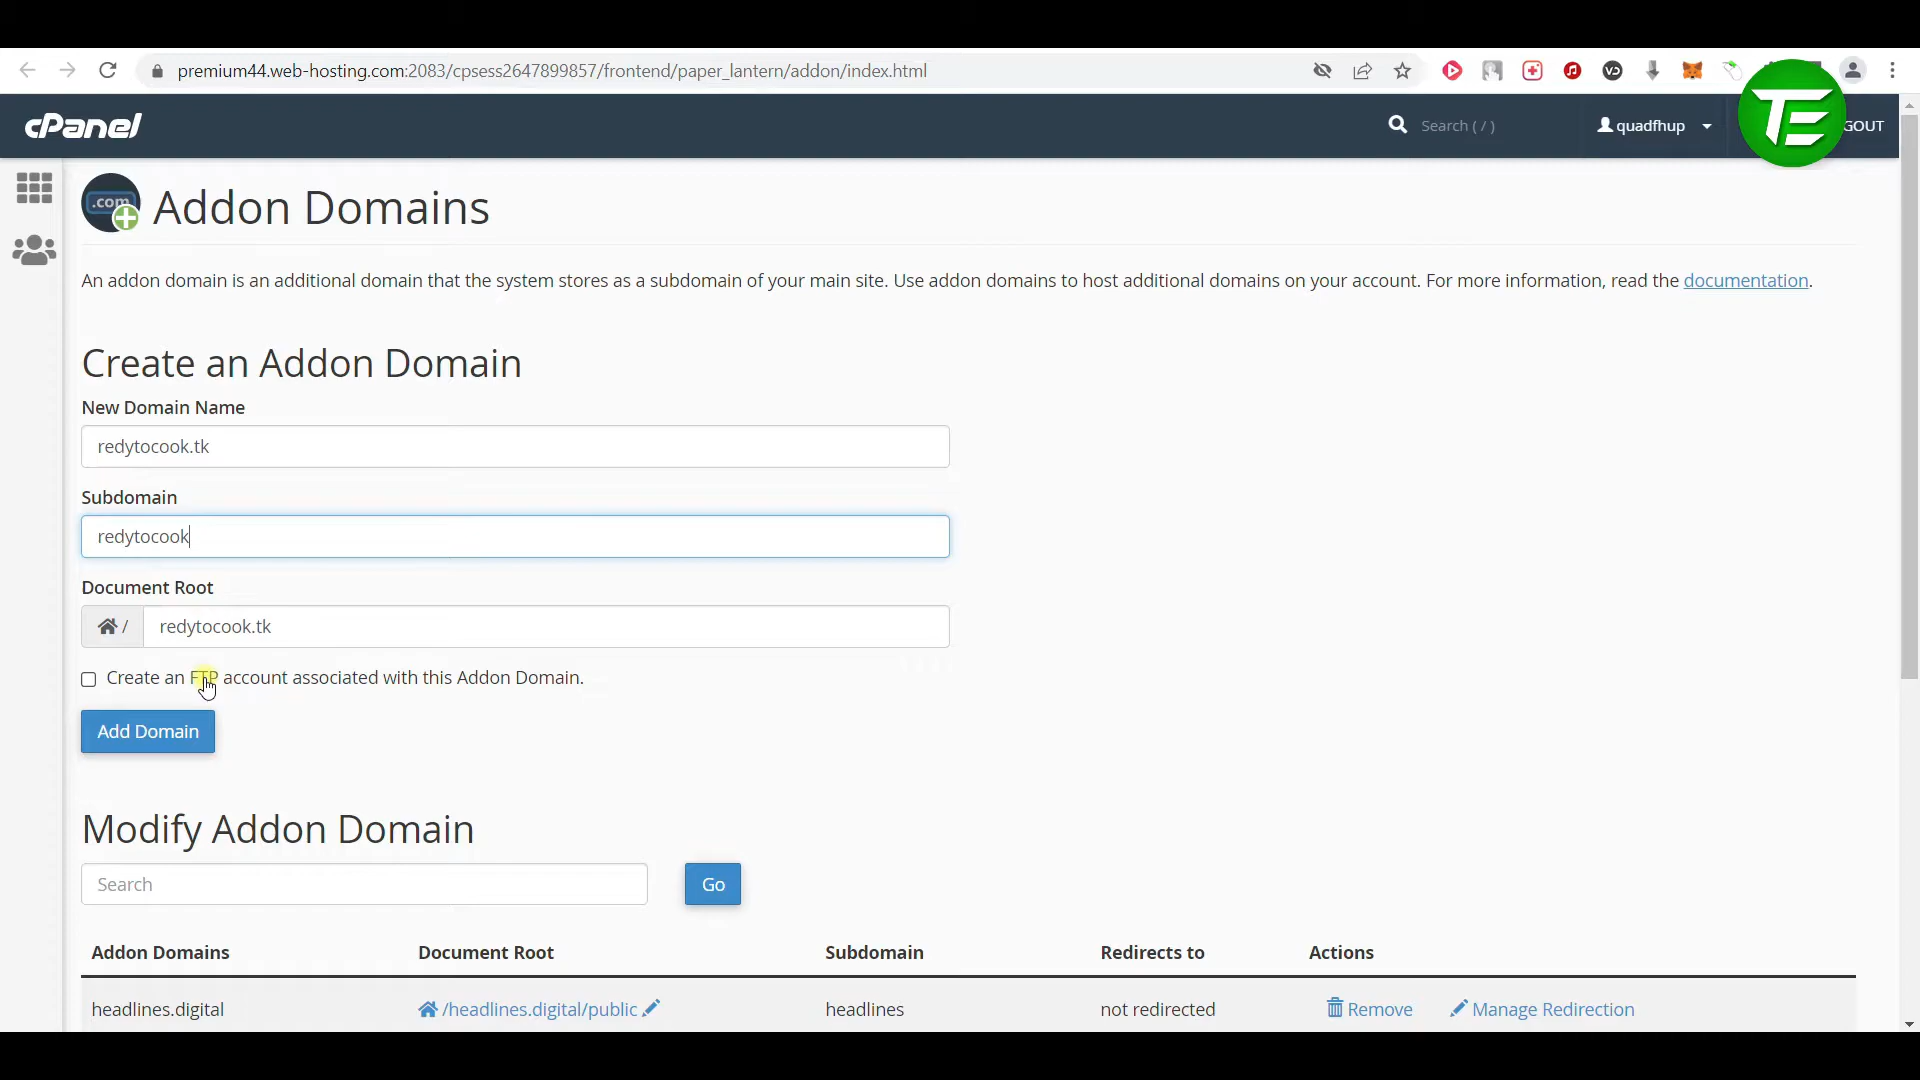 premium44.web-hosting.com:2083/cpsess2647899857/frontend/paper_lantern/addon/index.html
cPanel
Search ( / )
quadfhup
GOUT
TE
.com
Addon Domains
An addon domain is an additional domain that the system stores as a subdomain of your main site. Use addon domains to host additional domains on your account. For more information, read the documentation.
Create an Addon Domain
New Domain Name
redytocook.tk
Subdomain
redytocook
Document Root
/ redytocook.tk
Create an FTP account associated with this Addon Domain.
Add Domain
Modify Addon Domain
Search
Go
Addon Domains Document Root Subdomain Redirects to Actions
headlines.digital /headlines.digital/public headlines not redirected Remove Manage Redirection